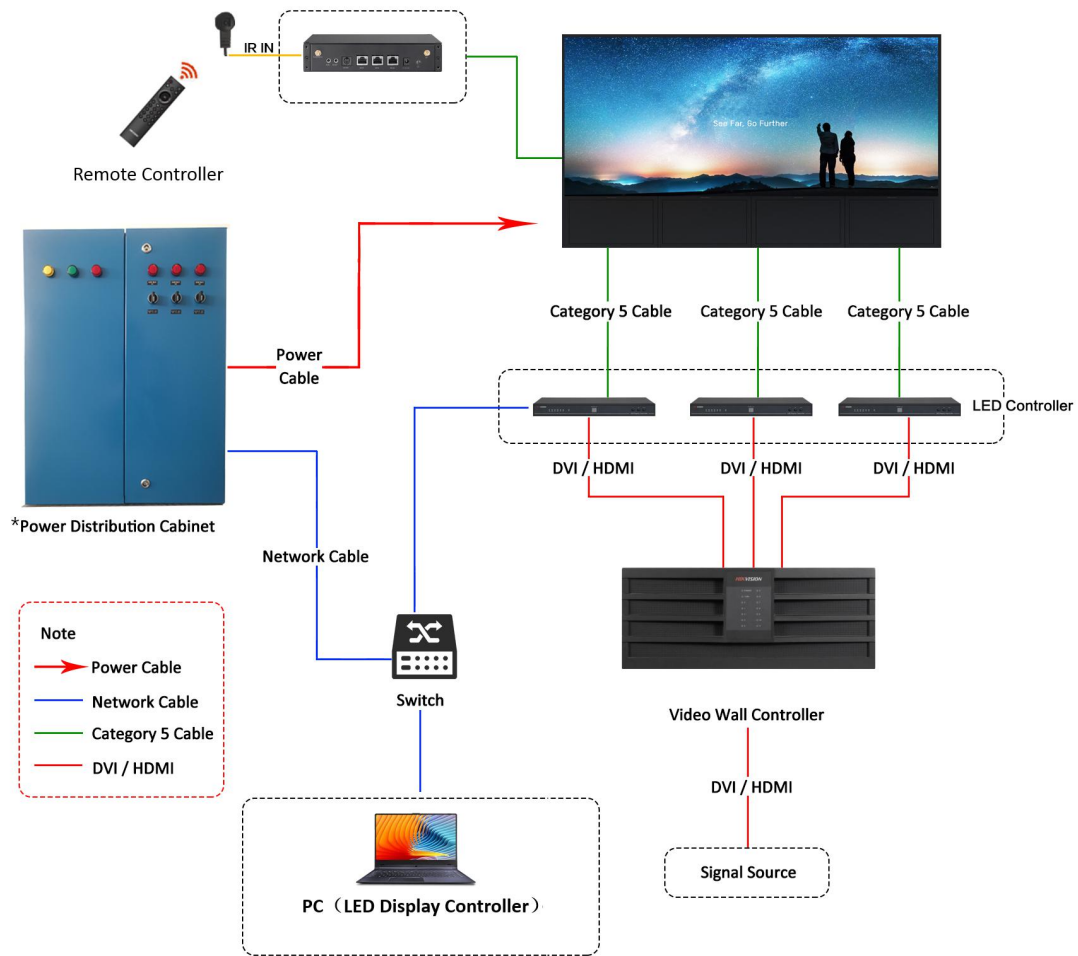 IR IN
See Far, Go Further
Remote Controller
Category 5 Cable
Category 5 Cable
Category 5 Cable
Power
Cable
LED Controller
DVI / HDMI
DVI / HDMI
DVI / HDMI
*Power Distribution Cabinet
Network Cable
HIKVISION
Note
Power Cable
Network Cable
Category 5 Cable
DVI / HDMI
Switch
Video Wall Controller
DVI / HDMI
Signal Source
PC（LED Display Controller）